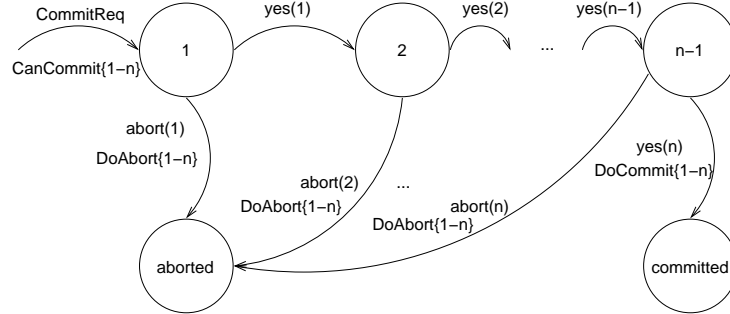 CommitReq
CanCommit{1−n}
1
yes(1)
2
yes(2)
...
yes(n−1)
n−1
abort(1)
DoAbort{1−n}
abort(2)
DoAbort{1−n}
...
abort(n)
DoAbort{1−n}
yes(n)
DoCommit{1−n}
aborted
committed